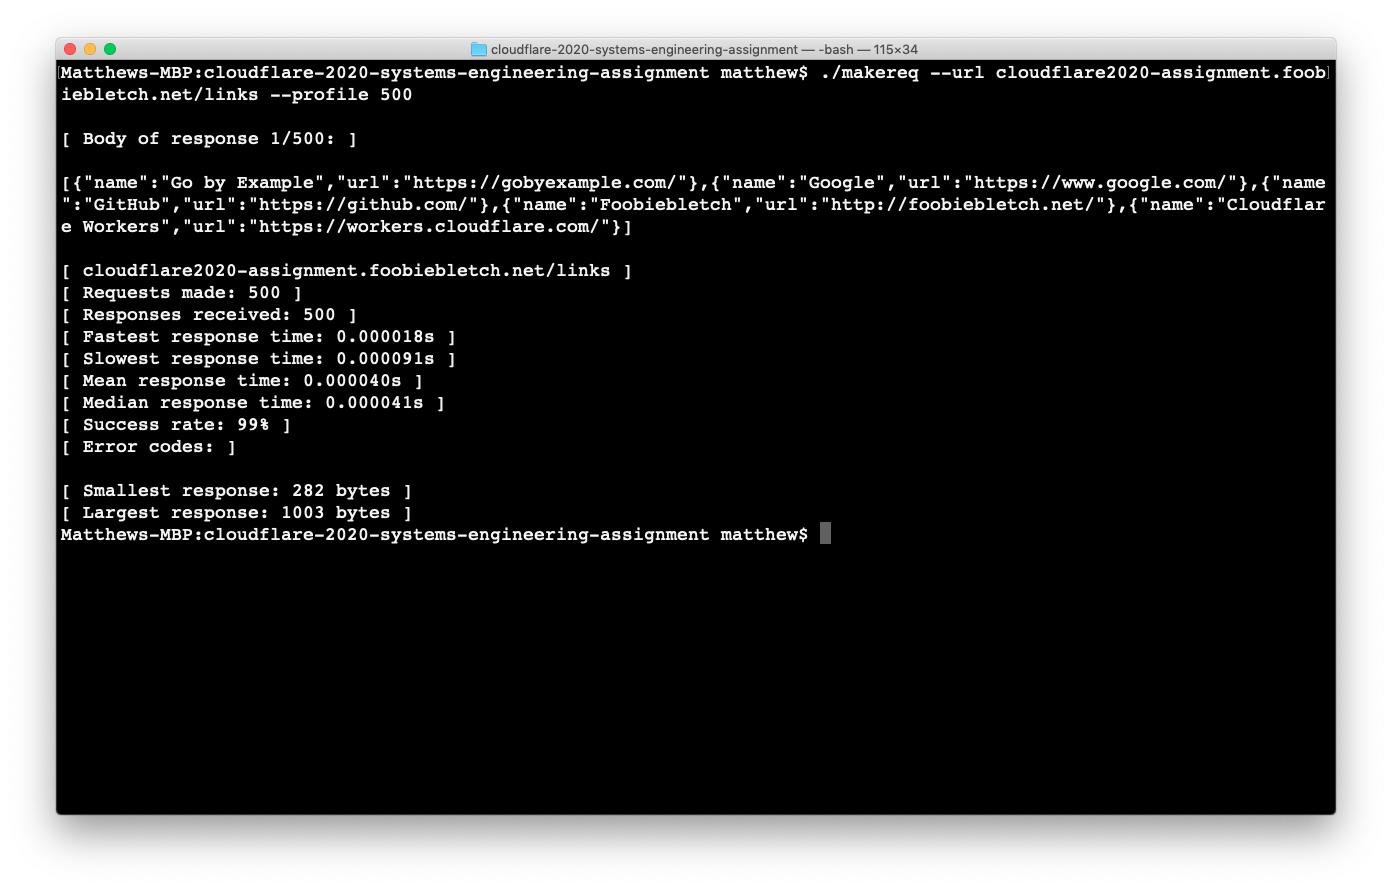 cloudflare-2020-systems-engineering-assignment — -bash — 115×34
Matthews-MBP:cloudflare-2020-systems-engineering-assignment matthew$ ./makereq --url cloudflare2020-assignment.foob
iebletch.net/links --profile 500
[ Body of response 1/500: ]
[{"name":"Go by Example","url":"https://gobyexample.com/"},{"name":"Google","url":"https://www.google.com/"},{"name
":"GitHub","url":"https://github.com/"},{"name":"Foobiebletch","url":"http://foobiebletch.net/"},{"name":"Cloudflar
e Workers","url":"https://workers.cloudflare.com/"}]
[ cloudflare2020-assignment.foobiebletch.net/links ]
[ Requests made: 500 ]
[ Responses received: 500 ]
[ Fastest response time: 0.000018s ]
[ Slowest response time: 0.000091s ]
[ Mean response time: 0.000040s ]
[ Median response time: 0.000041s ]
[ Success rate: 99% ]
[ Error codes: ]
[ Smallest response: 282 bytes ]
[ Largest response: 1003 bytes ]
Matthews-MBP:cloudflare-2020-systems-engineering-assignment matthew$